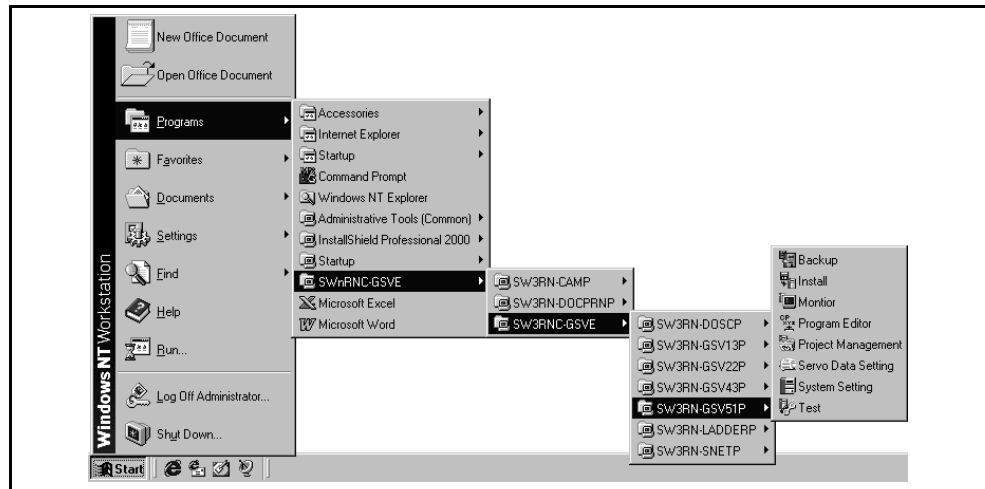 New Office Document
Open Office Document
Programs
Favorites
Documents
Settings
Find
Help
Run...
Log Off Administrator...
Shut Down...
Windows NT Workstation
Start
Accessories
Internet Explorer
Startup
Command Prompt
Windows NT Explorer
Administrative Tools (Common)
InstallShield Professional 2000
Startup
SWnRNC-GSVE
Microsoft Excel
Microsoft Word
SW3RN-CAMP
SW3RN-DOCPRNP
SW3RNC-GSVE
SW3RN-DOSCP
SW3RN-GSV13P
SW3RN-GSV22P
SW3RN-GSV43P
SW3RN-GSV51P
SW3RN-LADDERP
SW3RN-SNETP
Backup
Install
Montior
Program Editor
Project Management
Servo Data Setting
System Setting
Test